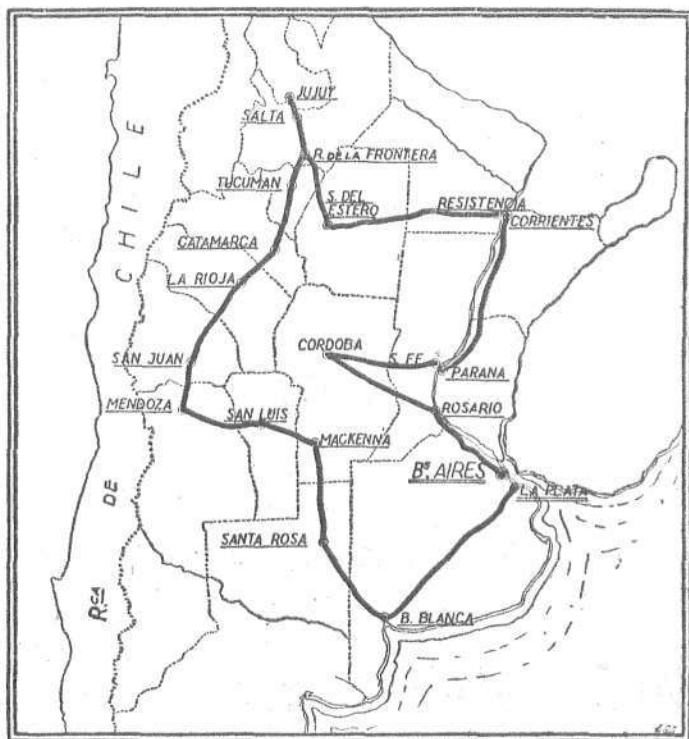 JUJUY
SALTA
R. DE LA FRONTERA
TUCUMAN
S. DEL
ESTERO
RESISTENCIA
CORRIENTES
CATAMARCA
LA RIOJA
CORDOBA
S. FE
SAN JUAN
PARANA
MENDOZA
SAN LUIS
ROSARIO
MACKENNA
Bs. AIRES
LA PLATA
SANTA ROSA
B. BLANCA
RCA
DE
CHILE